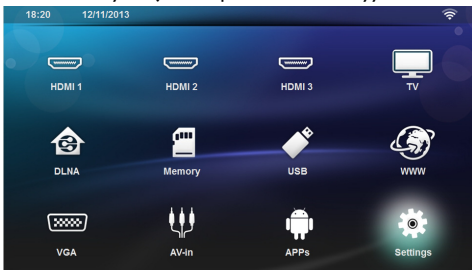 18:20 12/11/2013
HDMI 1 HDMI 2 HDMI 3 TV
DLNA Memory USB WWW
VGA AV-in APPs Settings